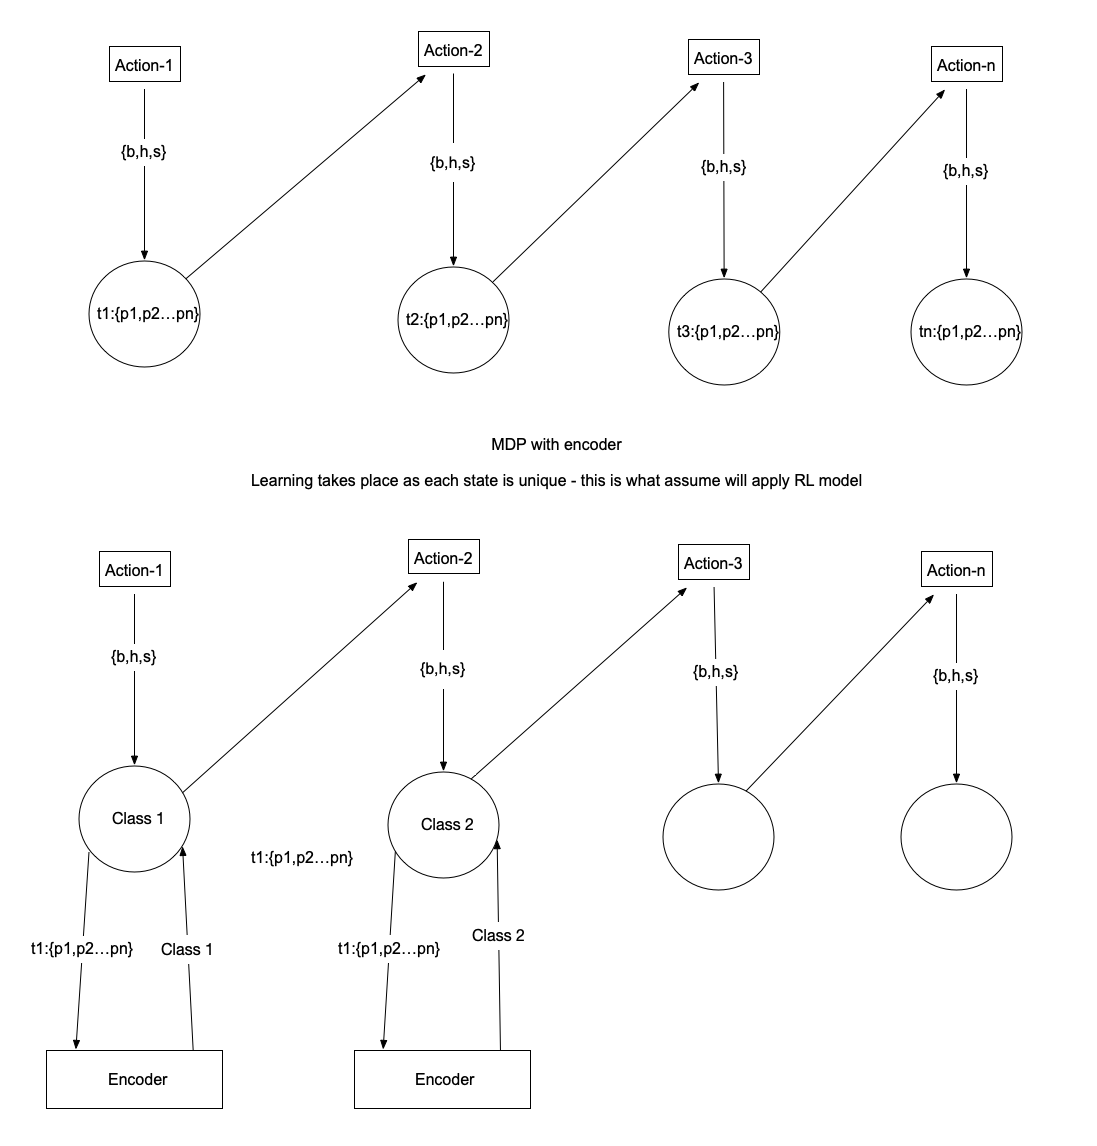 Action-1
Action-2
Action-3
Action-n
{b,h,s}
{b,h,s}
{b,h,s}
{b,h,s}
t1:{p1,p2...pn}
t2:{p1,p2...pn}
t3:{p1,p2...pn}
tn:{p1,p2...pn}
MDP with encoder
Learning takes place as each state is unique - this is what assume will apply RL model
Action-1
Action-2
Action-3
Action-n
{b,h,s}
{b,h,s}
{b,h,s}
{b,h,s}
Class 1
Class 2
t1:{p1,p2...pn}
t1:{p1,p2...pn}
Class 1
t1:{p1,p2...pn}
Class 2
Encoder
Encoder